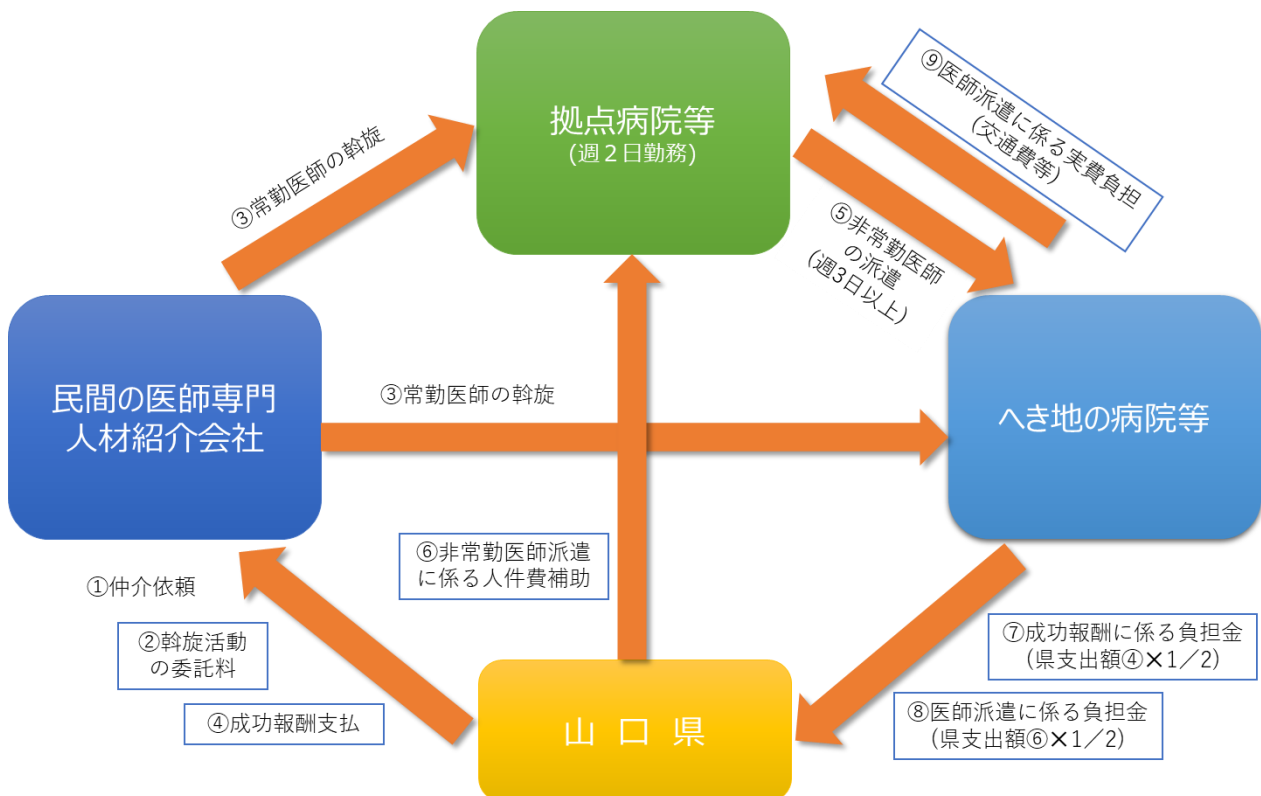 拠点病院等
(週２日勤務)
⑨医師派遣に係る実費負担
(交通費等)
③常勤医師の斡旋
⑤非常勤医師
の派遣
(週3日以上)
民間の医師専門
人材紹介会社
③常勤医師の斡旋
へき地の病院等
⑥非常勤医師派遣
に係る人件費補助
①仲介依頼
②斡旋活動
の委託料
④成功報酬支払
山 口 県
⑦成功報酬に係る負担金
(県支出額④×１／２)
⑧医師派遣に係る負担金
(県支出額⑥×１／２)